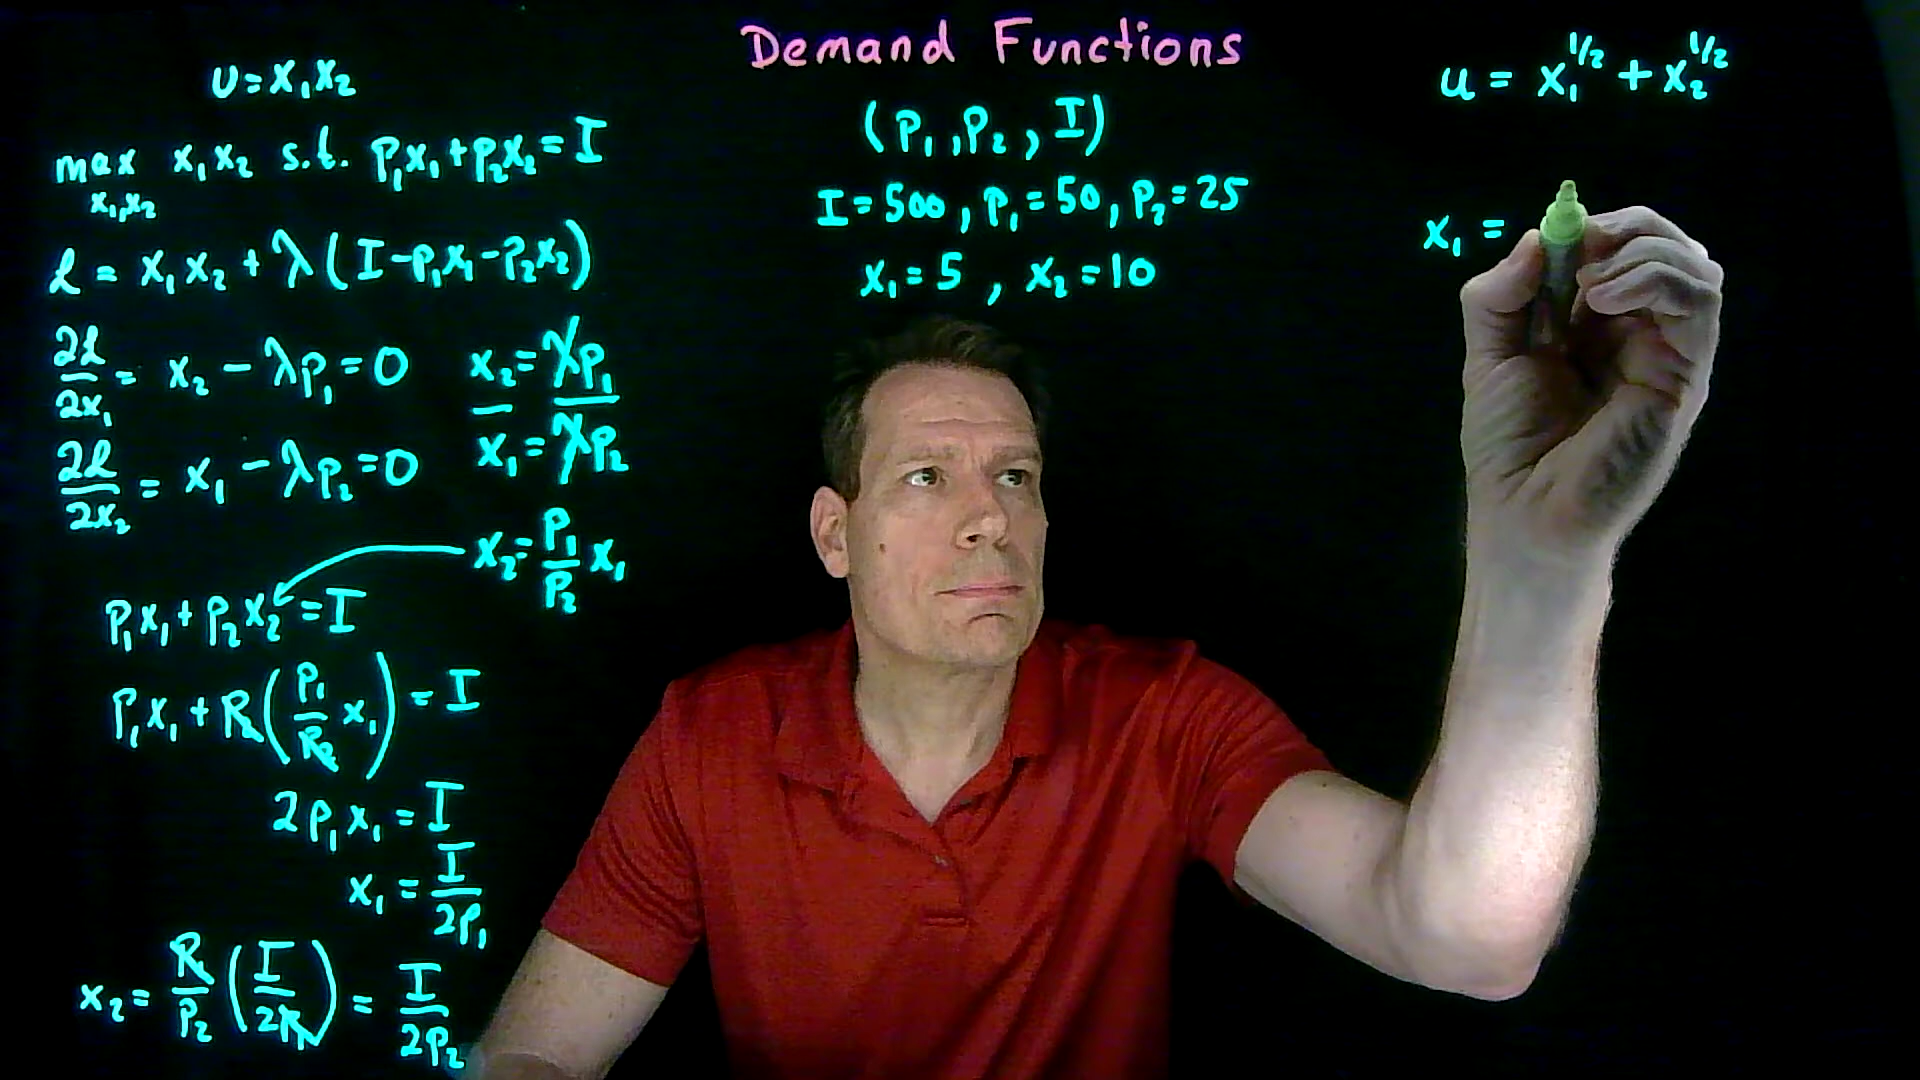 Demand Functions
U=x₁x₂
max x₁x₂ s.t. p₁x₁+p₂x₂=I
x₁,x₂
ℒ = x₁x₂ + λ(I-p₁x₁-p₂x₂)
∂ℒ/∂x₁ = x₂ - λp₁ = 0
∂ℒ/∂x₂ = x₁ - λp₂ = 0
x₂ = λp₁
x₁ = λp₂
x₂ = p₁/p₂ x₁
p₁x₁ + p₂x₂ = I
p₁x₁ + p₂(p₁/p₂ x₁) = I
2p₁x₁ = I
x₁ = I/2p₁
x₂ = p₁/p₂ (I/2p₁) = I/2p₂
(p₁,p₂,I)
I=500, p₁=50, p₂=25
x₁=5, x₂=10
u = x₁^1/2 + x₂^1/2
x₁ =